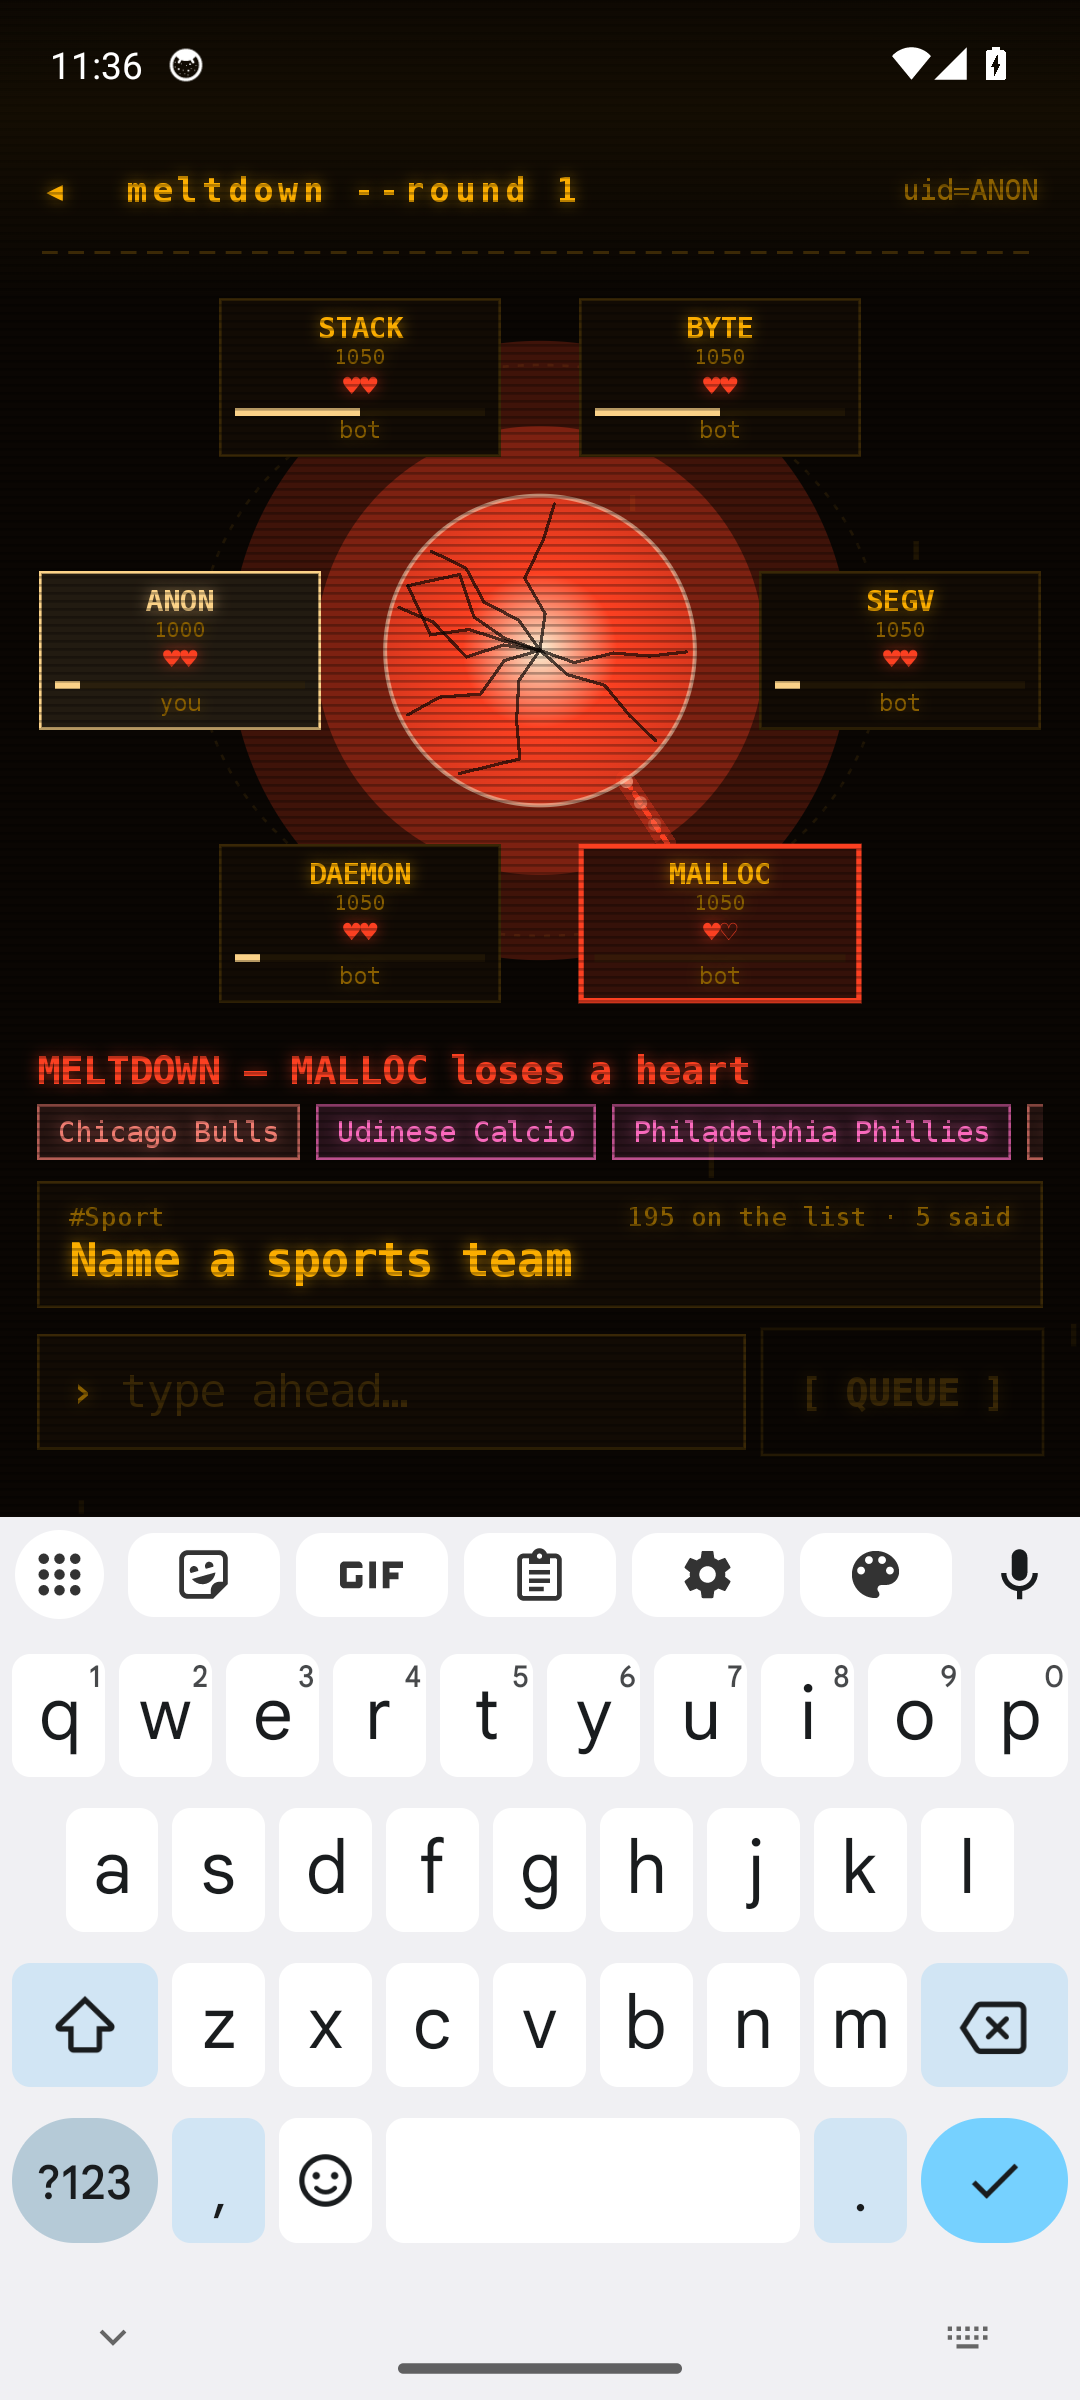 11:36
meltdown --round 1
uid=ANON
STACK
1050
bot
BYTE
1050
bot
ANON
1000
you
SEGV
1050
bot
DAEMON
1050
bot
MALLOC
1050
bot
MELTDOWN — MALLOC loses a heart
Chicago Bulls
Udinese Calcio
Philadelphia Phillies
#Sport
195 on the list · 5 said
Name a sports team
› type ahead…
[ QUEUE ]
GIF
q 1 w 2 e 3 r 4 t 5 y 6 u 7 i 8 o 9 p 0
a s d f g h j k l
z x c v b n m
?123 , .